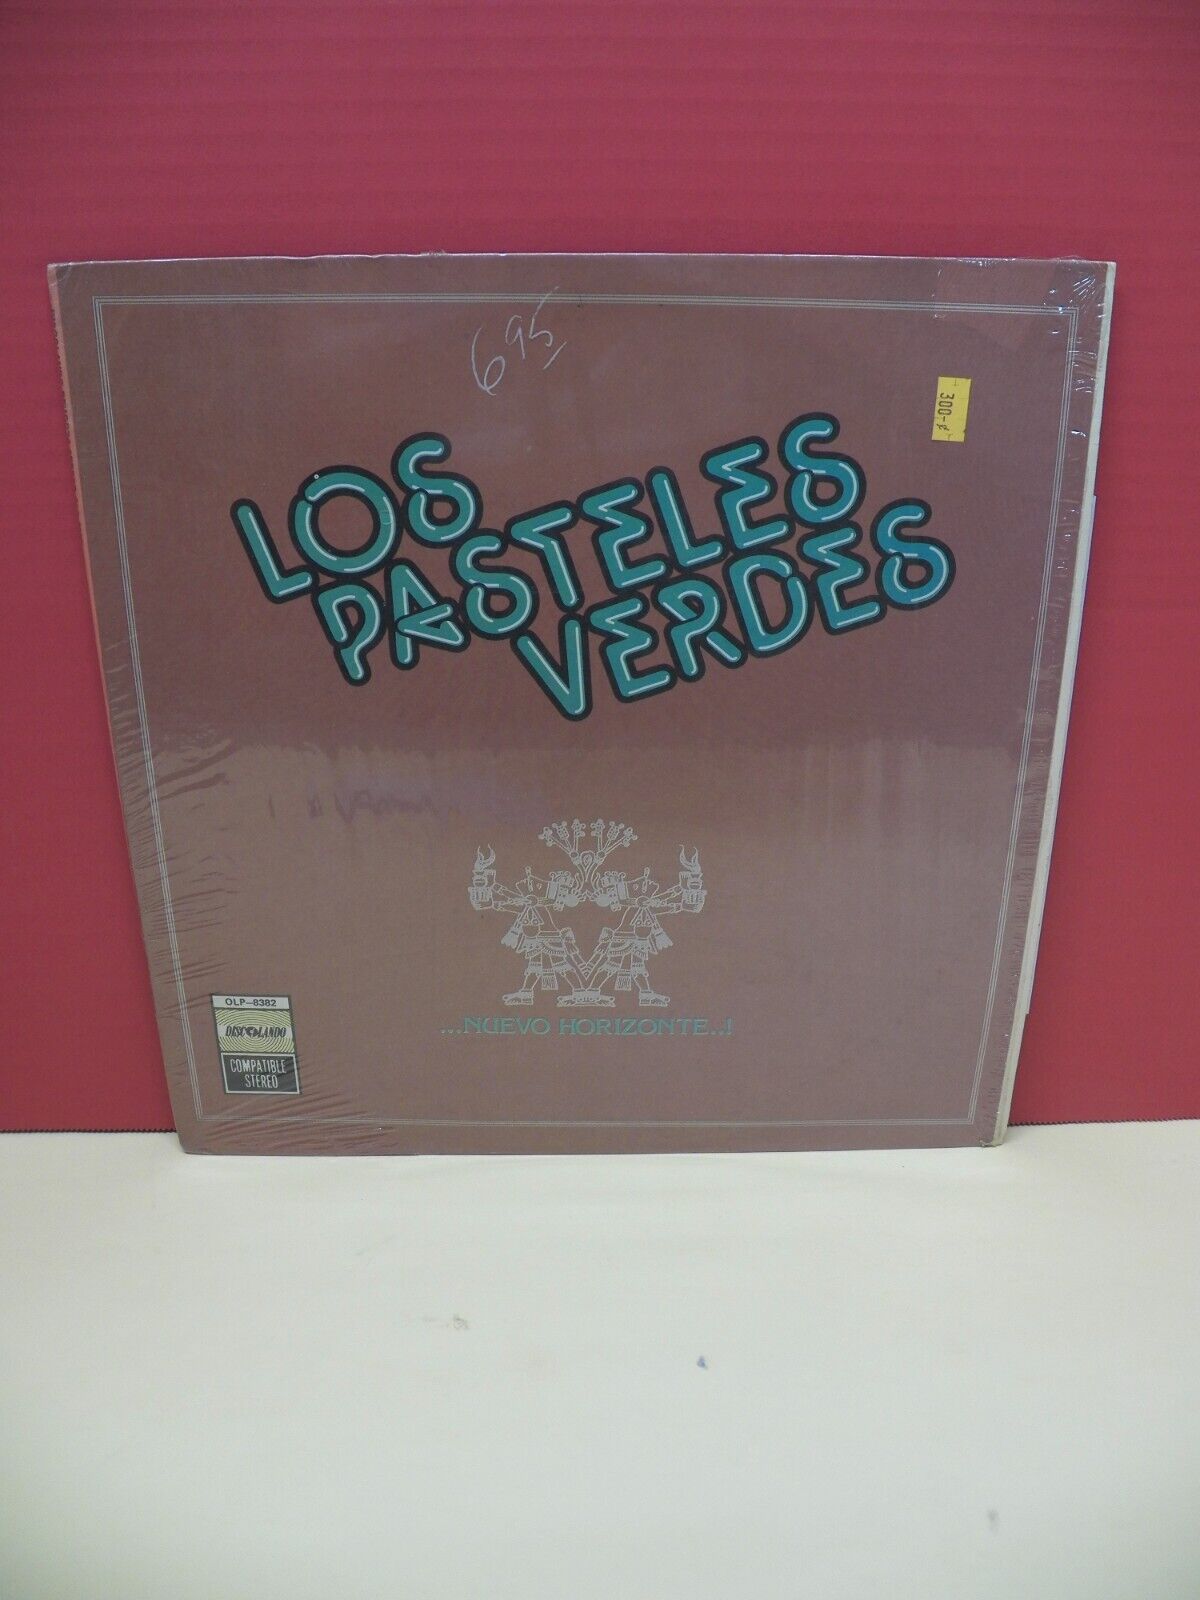 695
300-
LOS
PASTELES
VERDES
...NUEVO HORIZONTE..!
OLP-8382
DISCOLANDO
COMPATIBLE
STEREO